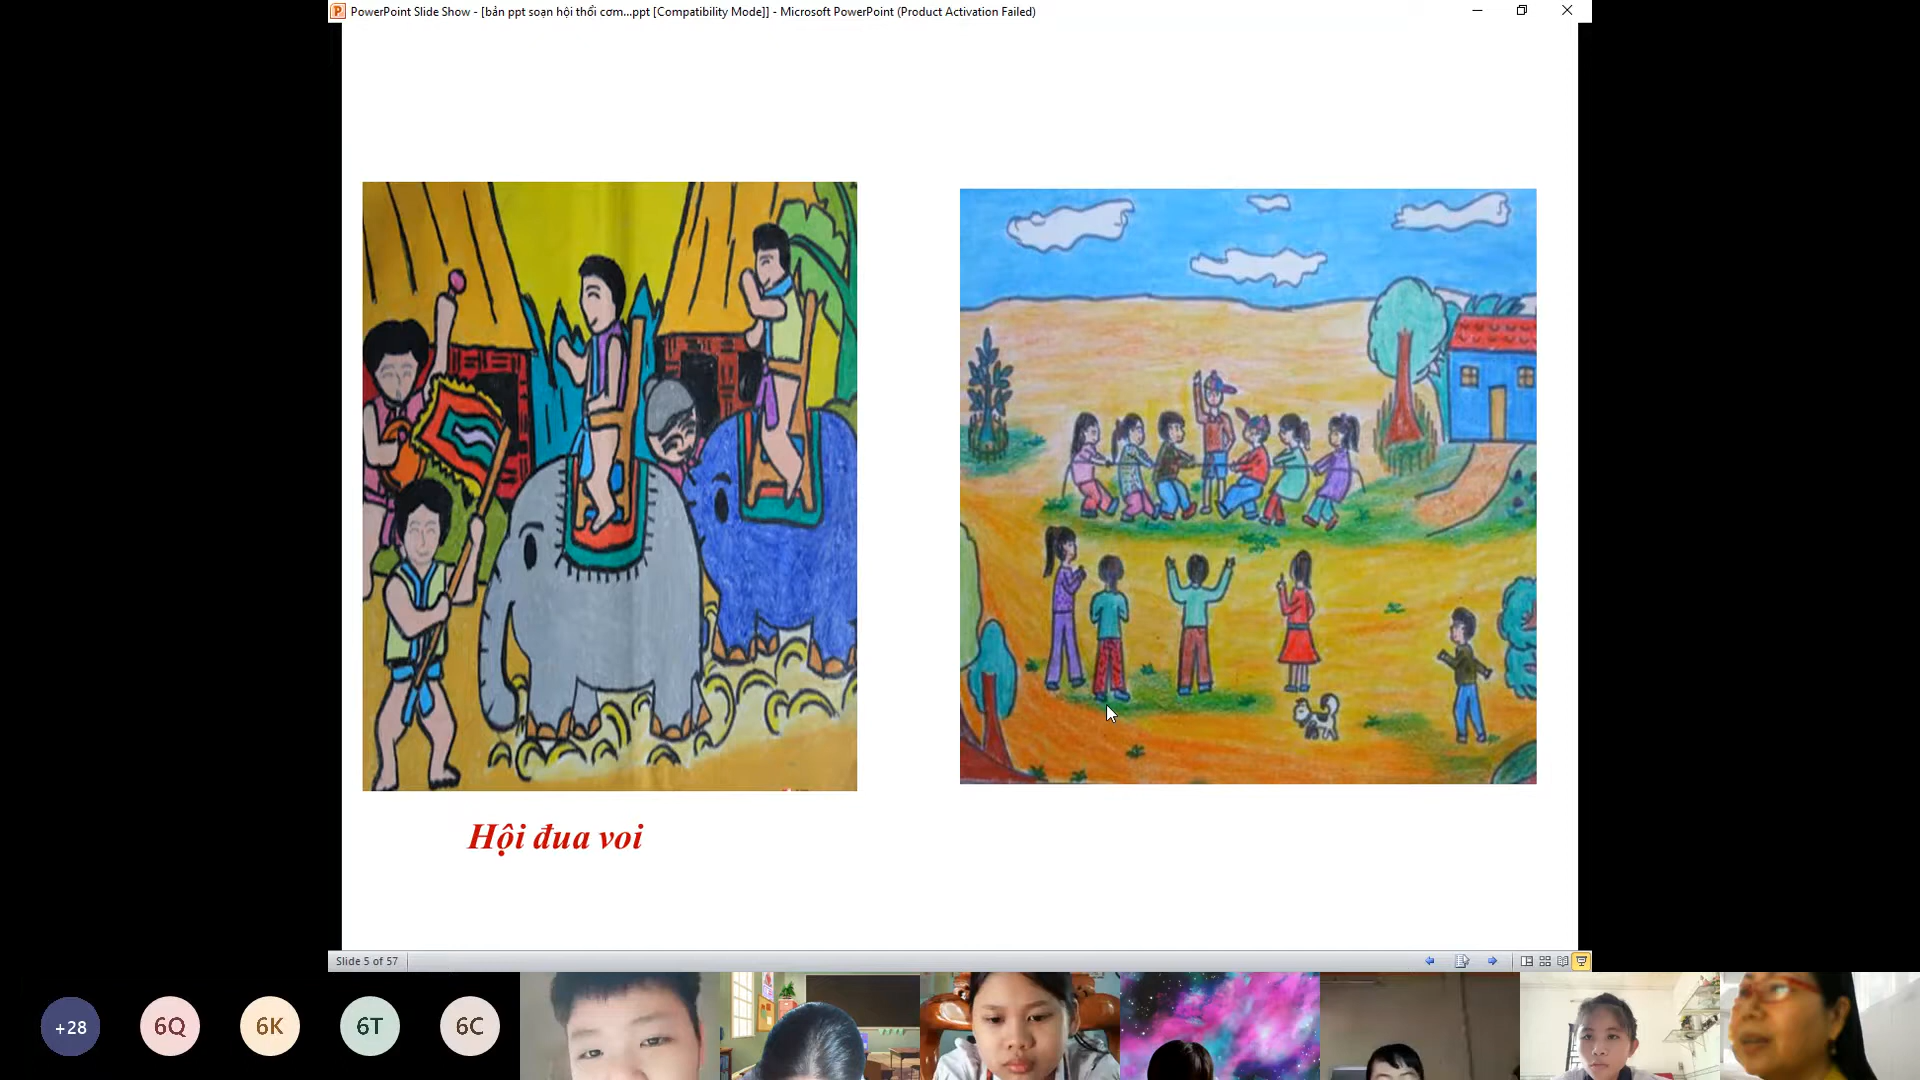 PowerPoint Slide Show - [bản ppt soạn hội thổi cơm...ppt [Compatibility Mode]] - Microsoft PowerPoint (Product Activation Failed)
Hội đua voi
Slide 5 of 57
+28
6Q
6K
6T
6C